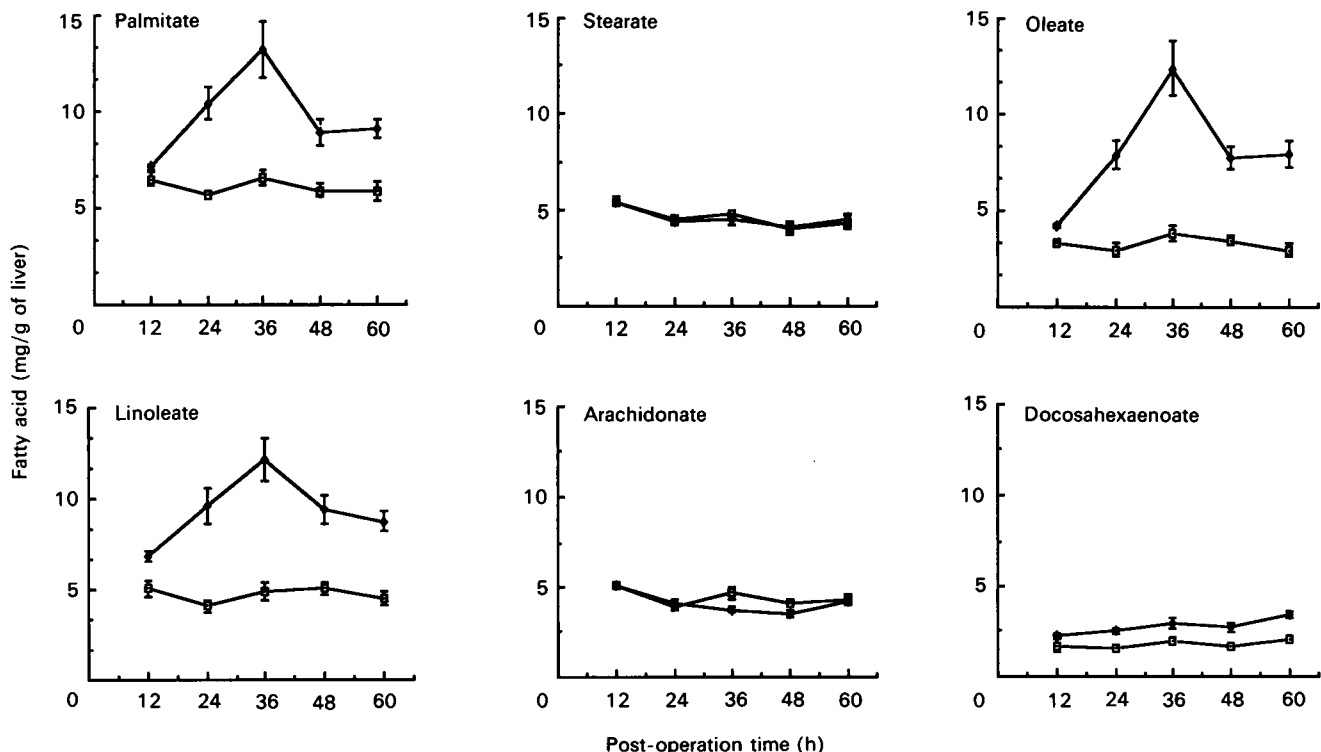 Fatty acid (mg/g of liver)
Palmitate
15
10
5
0
12 24 36 48 60
Stearate
15
10
5
0
12 24 36 48 60
Oleate
15
10
5
0
12 24 36 48 60
Linoleate
15
10
5
0
12 24 36 48 60
Arachidonate
15
10
5
0
12 24 36 48 60
Docosahexaenoate
15
10
5
0
12 24 36 48 60
Post-operation time (h)